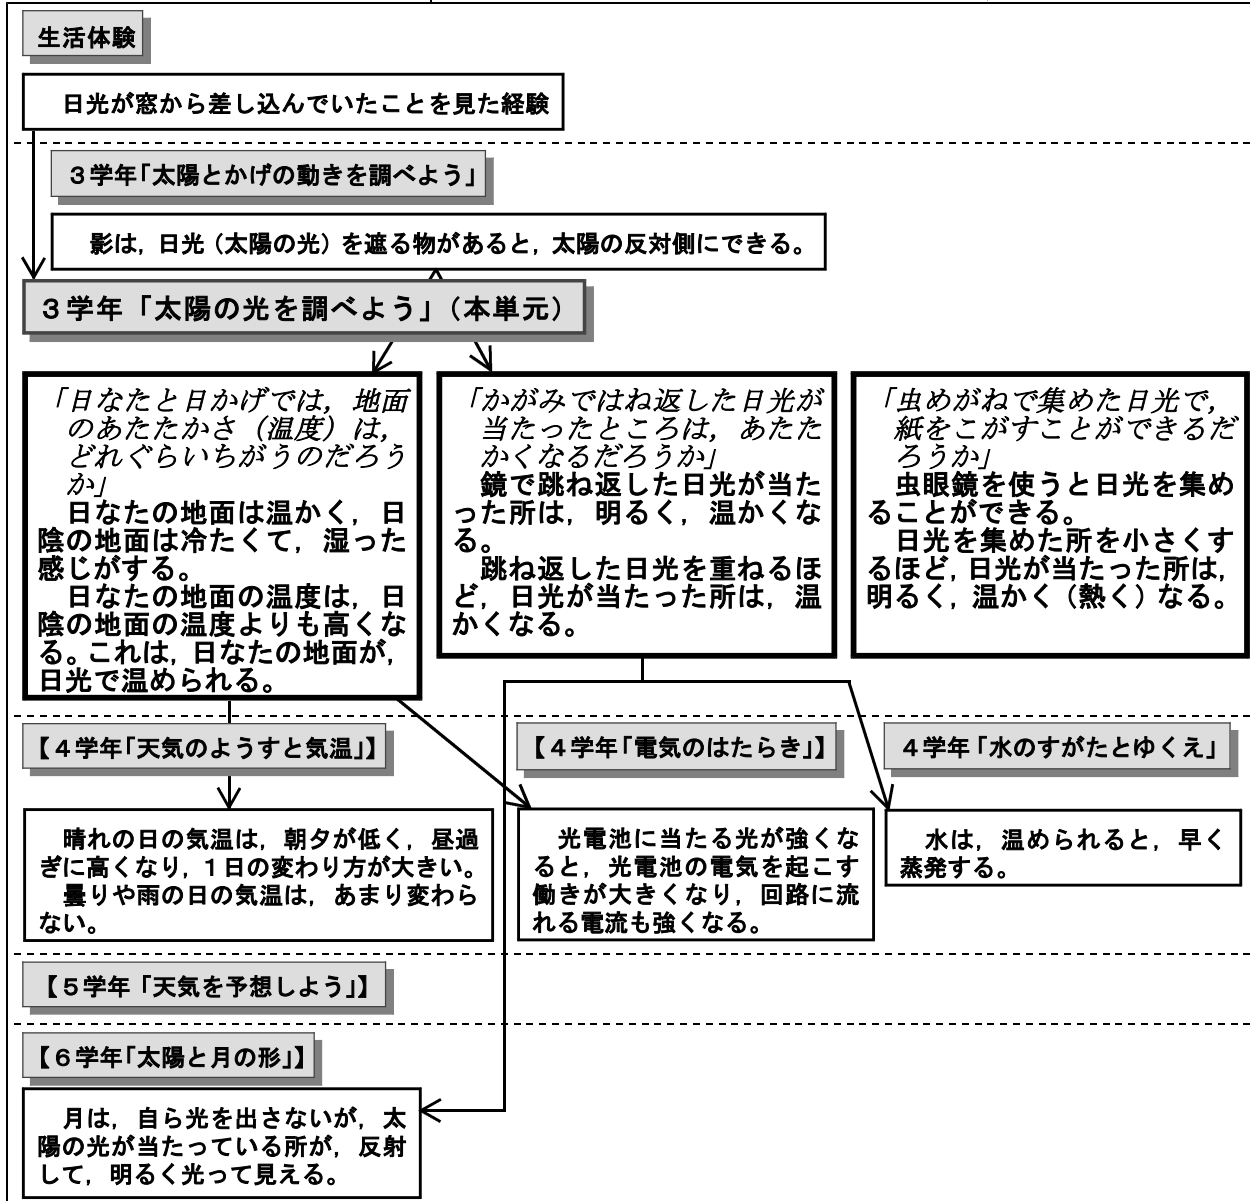 生活体験
日光が窓から差し込んでいたことを見た経験
３学年「太陽とかげの動きを調べよう」
影は，日光（太陽の光）を遮る物があると，太陽の反対側にできる。
３学年「太陽の光を調べよう」（本単元）
「日なたと日かげでは，地面
のあたたかさ（温度）は，
どれぐらいちがうのだろう
か」
日なたの地面は温かく，日
陰の地面は冷たくて，湿った
感じがする。
日なたの地面の温度は，日
陰の地面の温度よりも高くな
る。これは，日なたの地面が，
日光で温められる。
「かがみではね返した日光が
当たったところは，あたた
かくなるだろうか」
鏡で跳ね返した日光が当た
った所は，明るく，温かくな
る。
跳ね返した日光を重ねるほ
ど，日光が当たった所は，温
かくなる。
「虫めがねで集めた日光で，
紙をこがすことができるだ
ろうか」
虫眼鏡を使うと日光を集め
ることができる。
日光を集めた所を小さくす
るほど，日光が当たった所は，
明るく，温かく（熱く）なる。
【４学年「天気のようすと気温」】
【４学年「電気のはたらき」】
４学年「水のすがたとゆくえ」
晴れの日の気温は，朝夕が低く，昼過
ぎに高くなり，１日の変わり方が大きい。
曇りや雨の日の気温は，あまり変わら
ない。
光電池に当たる光が強くな
ると，光電池の電気を起こす
働きが大きくなり，回路に流
れる電流も強くなる。
水は，温められると，早く
蒸発する。
【５学年「天気を予想しよう」】
【６学年「太陽と月の形」】
月は，自ら光を出さないが，太
陽の光が当たっている所が，反射
して，明るく光って見える。